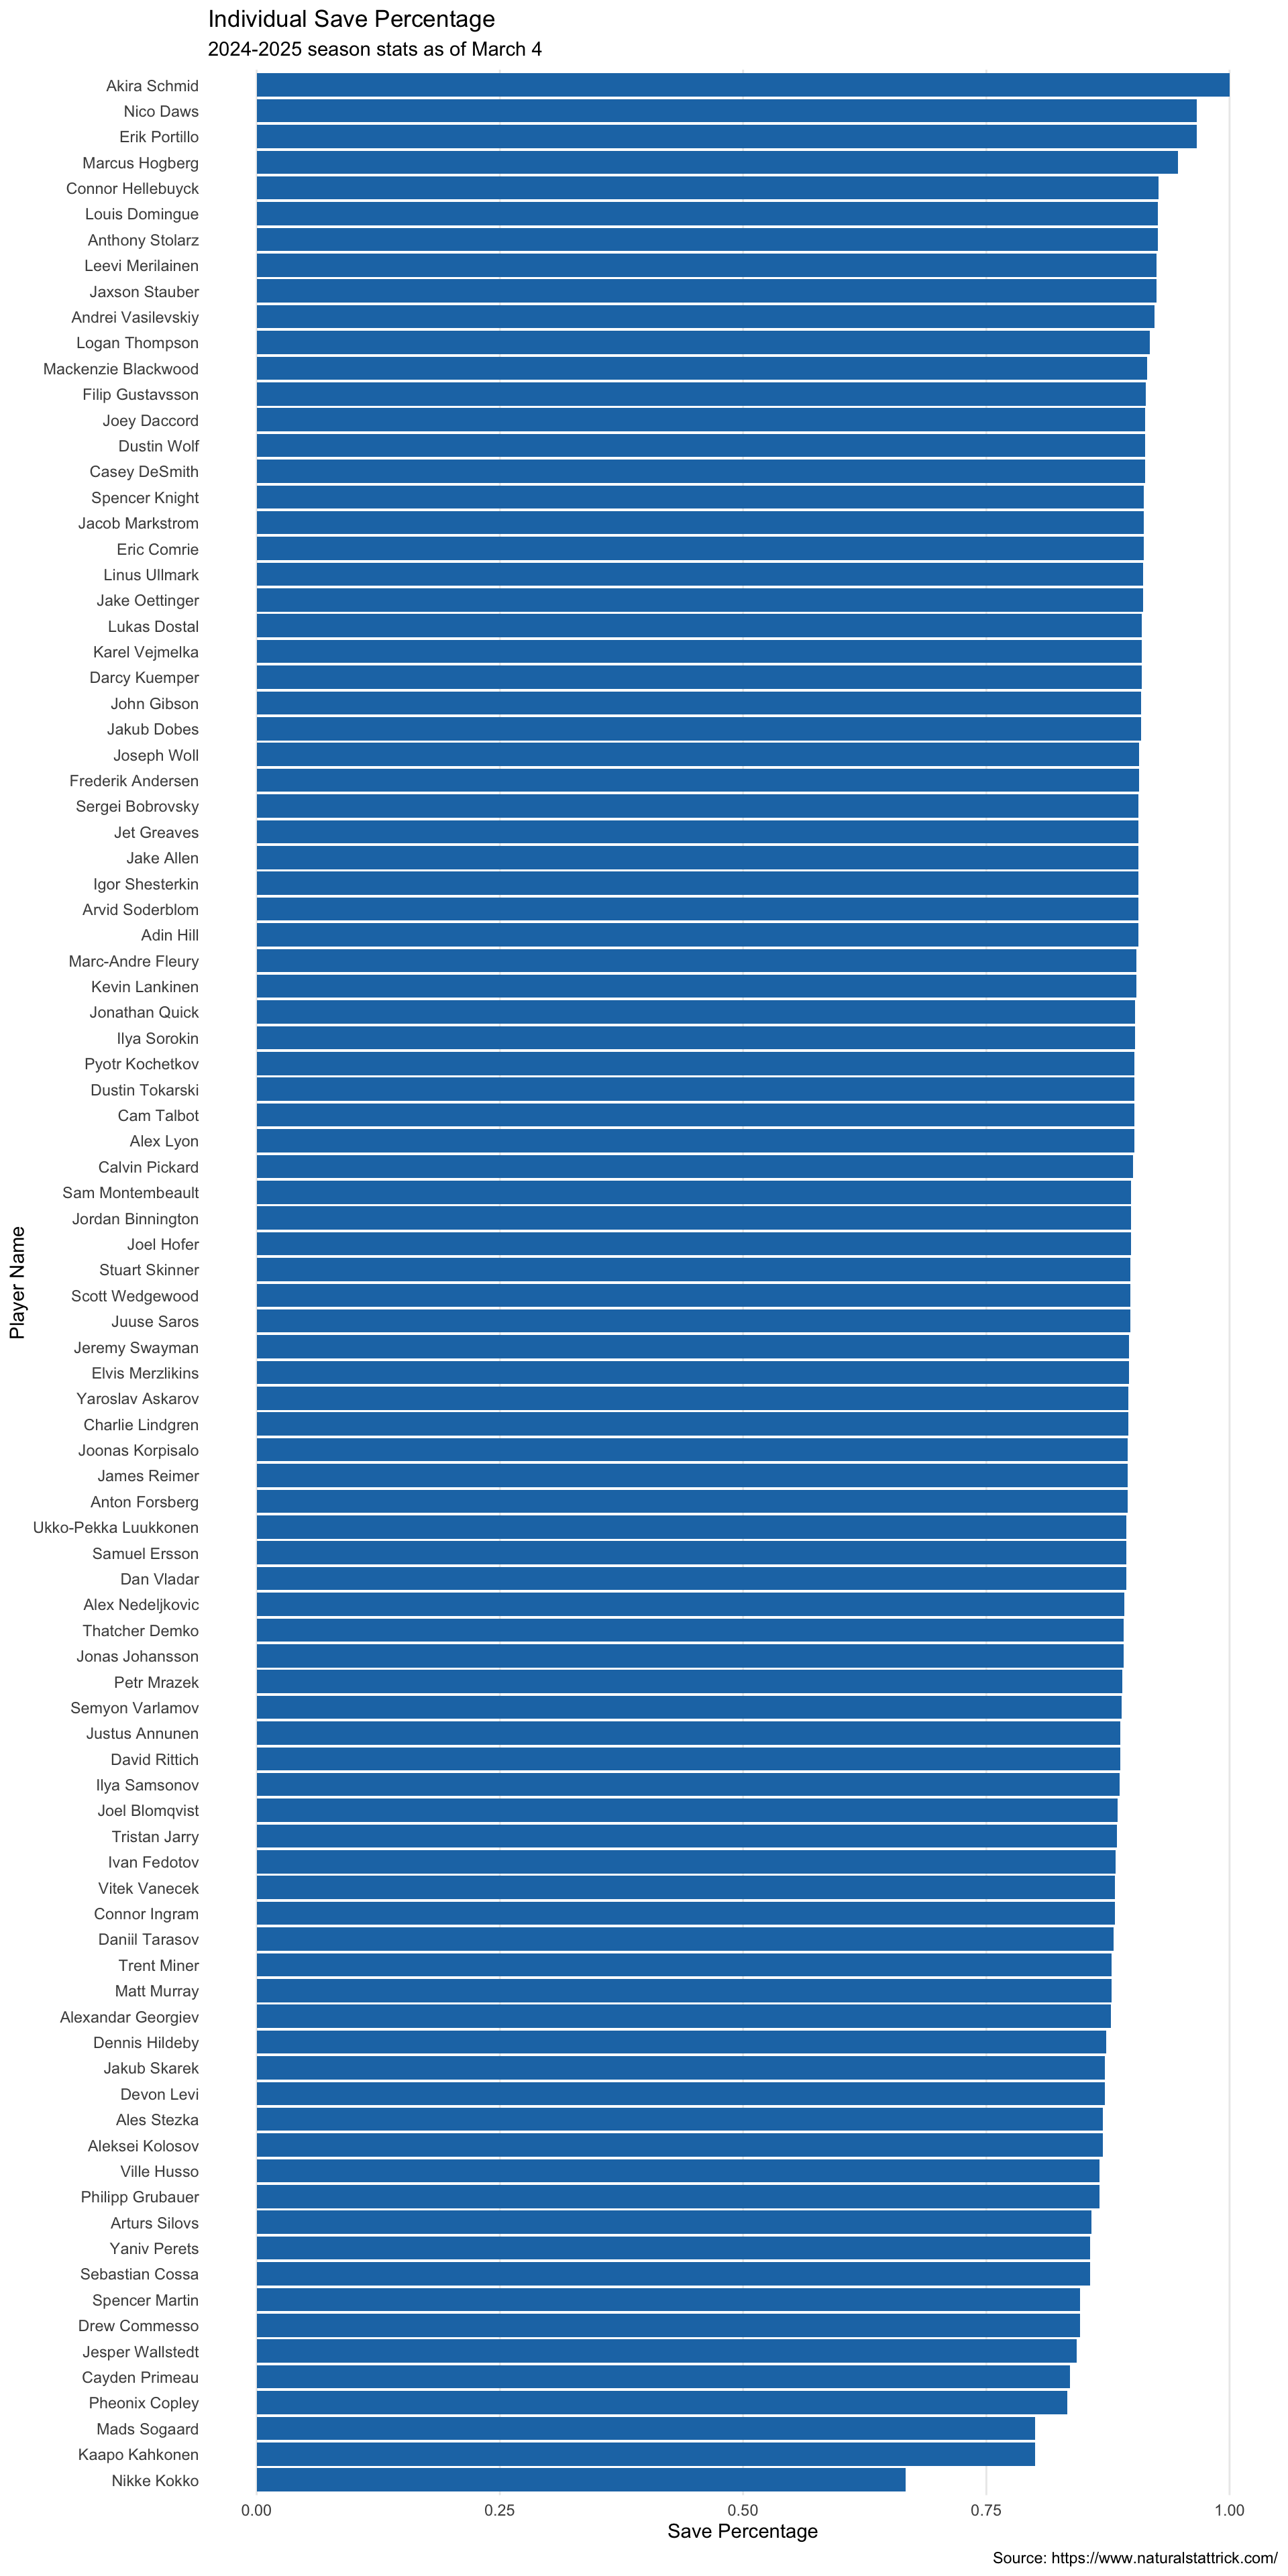 Individual Save Percentage
2024-2025 season stats as of March 4
Akira Schmid
Nico Daws
Erik Portillo
Marcus Hogberg
Connor Hellebuyck
Louis Domingue
Anthony Stolarz
Leevi Merilainen
Jaxson Stauber
Andrei Vasilevskiy
Logan Thompson
Mackenzie Blackwood
Filip Gustavsson
Joey Daccord
Dustin Wolf
Casey DeSmith
Spencer Knight
Jacob Markstrom
Eric Comrie
Linus Ullmark
Jake Oettinger
Lukas Dostal
Karel Vejmelka
Darcy Kuemper
John Gibson
Jakub Dobes
Joseph Woll
Frederik Andersen
Sergei Bobrovsky
Jet Greaves
Jake Allen
Igor Shesterkin
Arvid Soderblom
Adin Hill
Marc-Andre Fleury
Kevin Lankinen
Jonathan Quick
Ilya Sorokin
Pyotr Kochetkov
Dustin Tokarski
Cam Talbot
Alex Lyon
Calvin Pickard
Sam Montembeault
Jordan Binnington
Joel Hofer
Stuart Skinner
Scott Wedgewood
Juuse Saros
Jeremy Swayman
Elvis Merzlikins
Yaroslav Askarov
Charlie Lindgren
Joonas Korpisalo
James Reimer
Anton Forsberg
Ukko-Pekka Luukkonen
Samuel Ersson
Dan Vladar
Alex Nedeljkovic
Thatcher Demko
Jonas Johansson
Petr Mrazek
Semyon Varlamov
Justus Annunen
David Rittich
Ilya Samsonov
Joel Blomqvist
Tristan Jarry
Ivan Fedotov
Vitek Vanecek
Connor Ingram
Daniil Tarasov
Trent Miner
Matt Murray
Alexandar Georgiev
Dennis Hildeby
Jakub Skarek
Devon Levi
Ales Stezka
Aleksei Kolosov
Ville Husso
Philipp Grubauer
Arturs Silovs
Yaniv Perets
Sebastian Cossa
Spencer Martin
Drew Commesso
Jesper Wallstedt
Cayden Primeau
Pheonix Copley
Mads Sogaard
Kaapo Kahkonen
Nikke Kokko
Player Name
0.00 0.25 0.50 0.75 1.00
Save Percentage
Source: https://www.naturalstattrick.com/